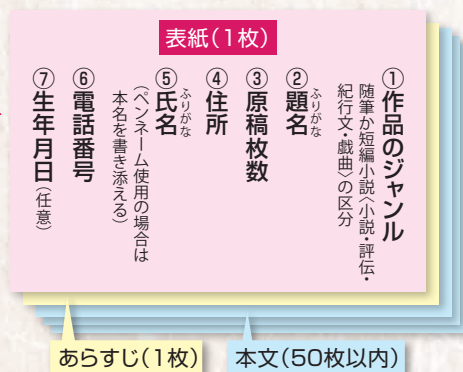 表紙（1枚）
①作品のジャンル
随筆か短編小説〈小説・評伝・
紀行文・戯曲〉の区分
②題名
ふりがな
③原稿枚数
④住所
⑤氏名
ふりがな
（ペンネーム使用の場合は
本名を書き添える）
⑥電話番号
⑦生年月日（任意）
あらすじ（1枚）
本文（50枚以内）